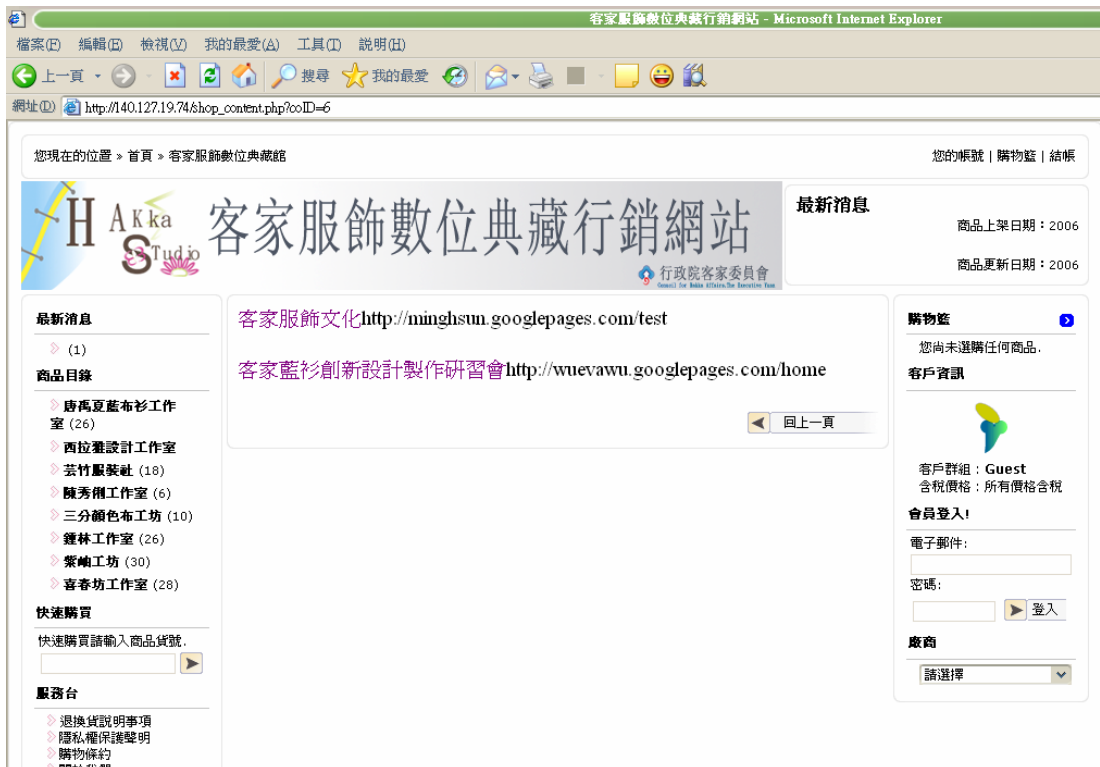 客家服飾數位典藏行銷網站 - Microsoft Internet Explorer
檔案(F) 編輯(E) 檢視(V) 我的最愛(A) 工具(T) 說明(H)
上一頁 搜尋 我的最愛
網址(D) http://140.127.19.74/shop_content.php?coID=6
您現在的位置 » 首頁 » 客家服飾數位典藏館
您的帳號 | 購物籃 | 結帳
HAKka StudIo
客家服飾數位典藏行銷網站
行政院客家委員會
Council for Hakka Affairs,The Executive Yuan
最新消息
商品上架日期：2006
商品更新日期：2006
最新消息
(1)
商品目錄
唐禹夏藍布衫工作
室 (26)
西拉雅設計工作室
芸竹服裝社 (18)
陳秀俐工作室 (6)
三分顏色布工坊 (10)
鍾林工作室 (26)
紫岫工坊 (30)
喜春坊工作室 (28)
快速購買
快速購買請輸入商品貨號.
服務台
退換貨說明事項
隱私權保護聲明
購物條約
關於我們
客家服飾文化http://minghsun.googlepages.com/test
客家藍衫創新設計製作研習會http://wuevawu.googlepages.com/home
回上一頁
購物籃
您尚未選購任何商品.
客戶資訊
客戶群組：Guest
含稅價格：所有價格含稅
會員登入!
電子郵件:
密碼:
登入
廠商
請選擇